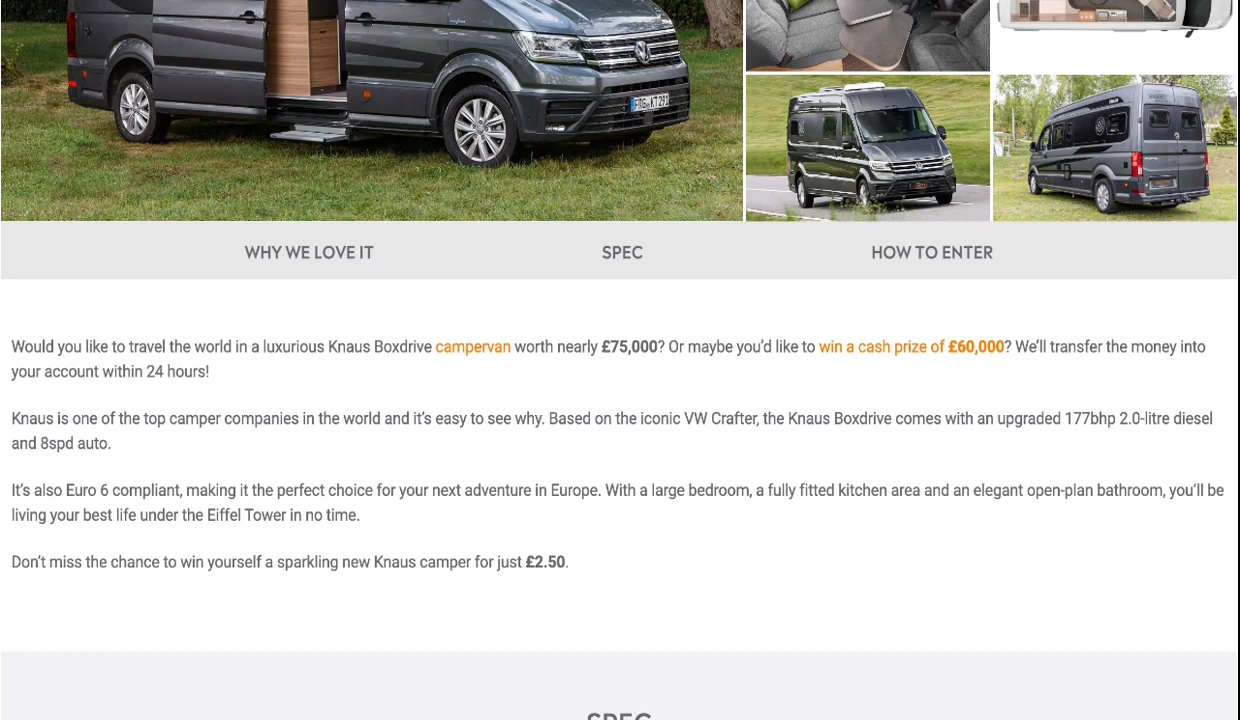 WHY WE LOVE IT
SPEC
HOW TO ENTER
Would you like to travel the world in a luxurious Knaus Boxdrive campervan worth nearly £75,000? Or maybe you'd like to win a cash prize of £60,000? We'll transfer the money into
your account within 24 hours!
Knaus is one of the top camper companies in the world and it's easy to see why. Based on the iconic VW Crafter, the Knaus Boxdrive comes with an upgraded 177bhp 2.0-litre diesel
and 8spd auto.
It's also Euro 6 compliant, making it the perfect choice for your next adventure in Europe. With a large bedroom, a fully fitted kitchen area and an elegant open-plan bathroom, you'll be
living your best life under the Eiffel Tower in no time.
Don't miss the chance to win yourself a sparkling new Knaus camper for just £2.50.
SPEC